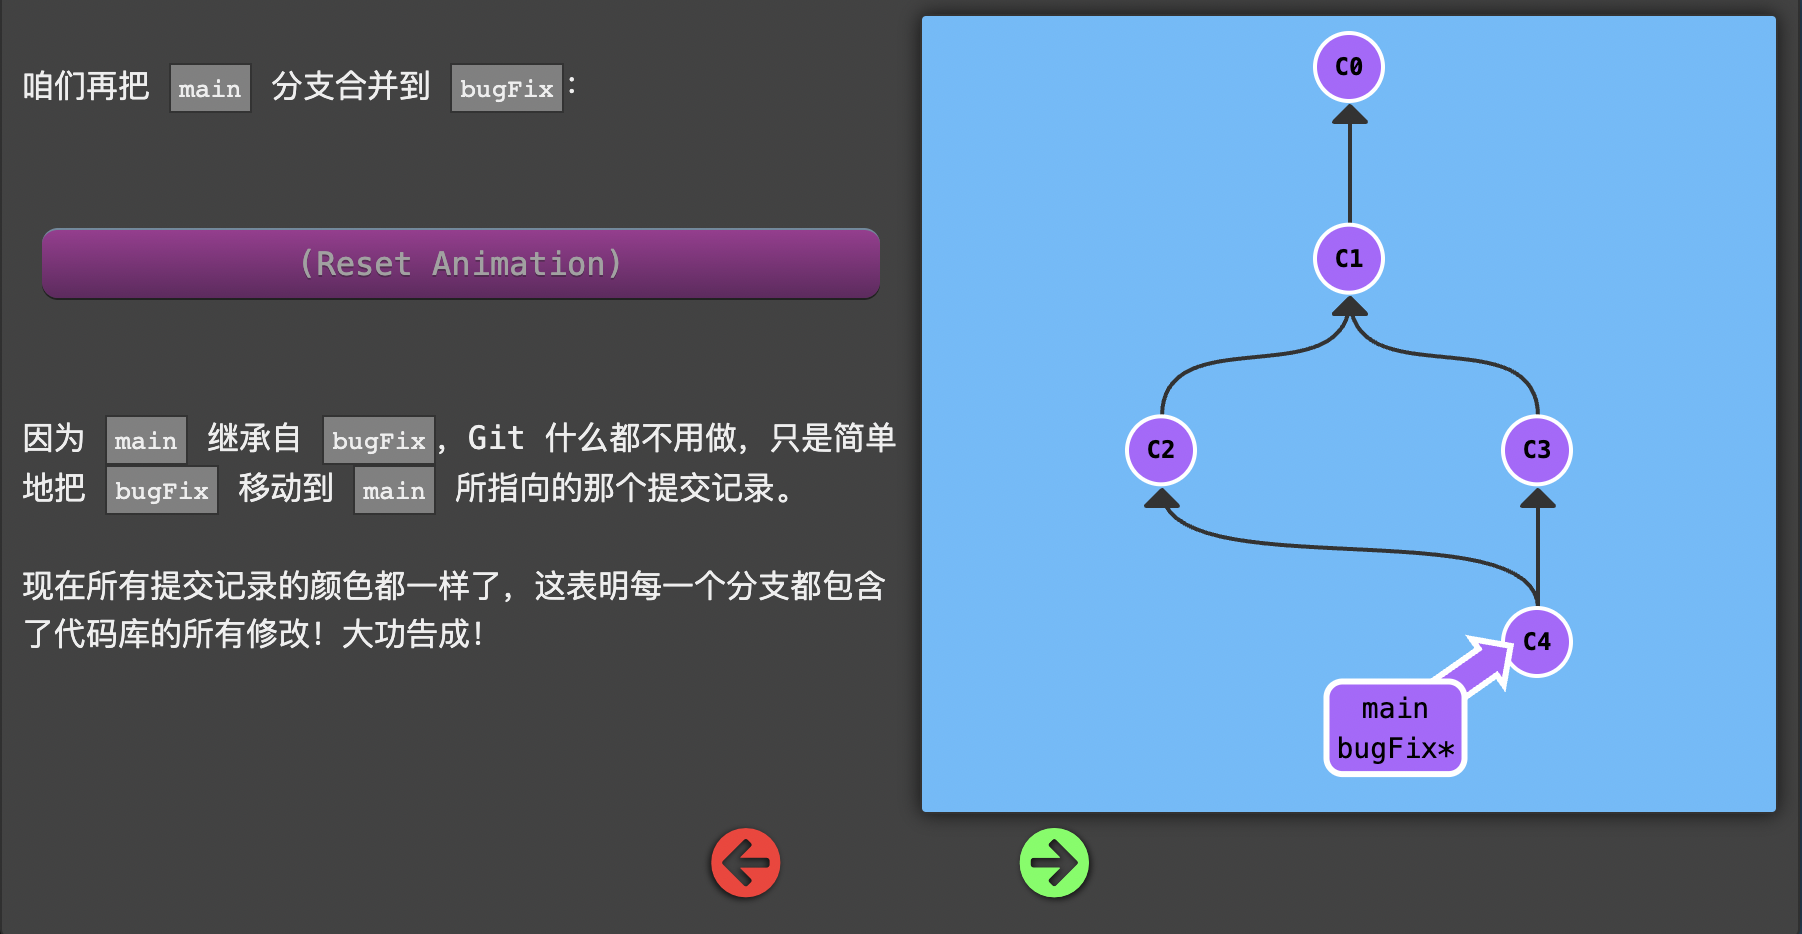 咱们再把 main 分支合并到 bugFix：
(Reset Animation)
因为 main 继承自 bugFix，Git 什么都不用做，只是简单
地把 bugFix 移动到 main 所指向的那个提交记录。
现在所有提交记录的颜色都一样了，这表明每一个分支都包含
了代码库的所有修改！大功告成！
C0
C1
C2
C3
C4
main
bugFix*